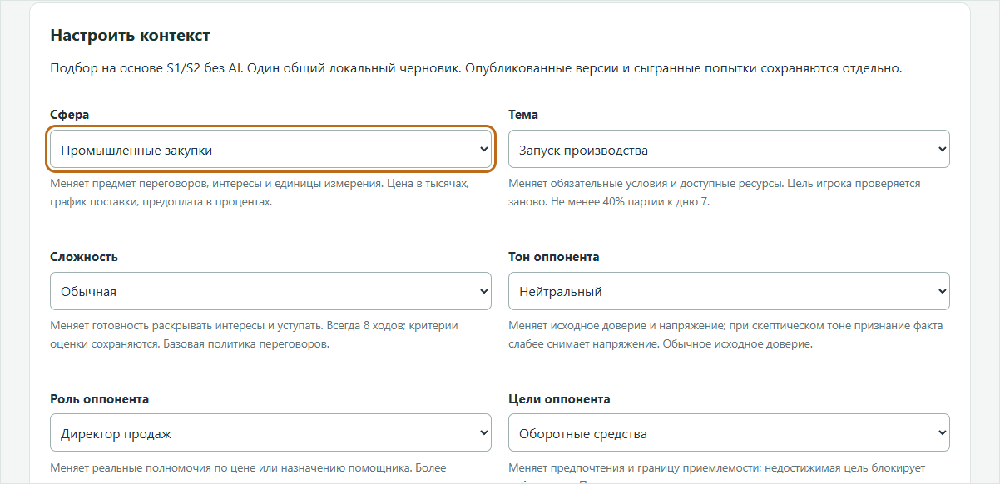 Настроить контекст
Подбор на основе S1/S2 без AI. Один общий локальный черновик. Опубликованные версии и сыгранные попытки сохраняются отдельно.
Сфера
Промышленные закупки
Меняет предмет переговоров, интересы и единицы измерения. Цена в тысячах,
график поставки, предоплата в процентах.
Тема
Запуск производства
Меняет обязательные условия и доступные ресурсы. Цель игрока проверяется
заново. Не менее 40% партии к дню 7.
Сложность
Обычная
Меняет готовность раскрывать интересы и уступать. Всегда 8 ходов; критерии
оценки сохраняются. Базовая политика переговоров.
Тон оппонента
Нейтральный
Меняет исходное доверие и напряжение; при скептическом тоне признание факта
слабее снимает напряжение. Обычное исходное доверие.
Роль оппонента
Директор продаж
Меняет реальные полномочия по цене или назначению помощника. Более
Цели оппонента
Оборотные средства
Меняет предпочтения и границу приемлемости; недостижимая цель блокирует